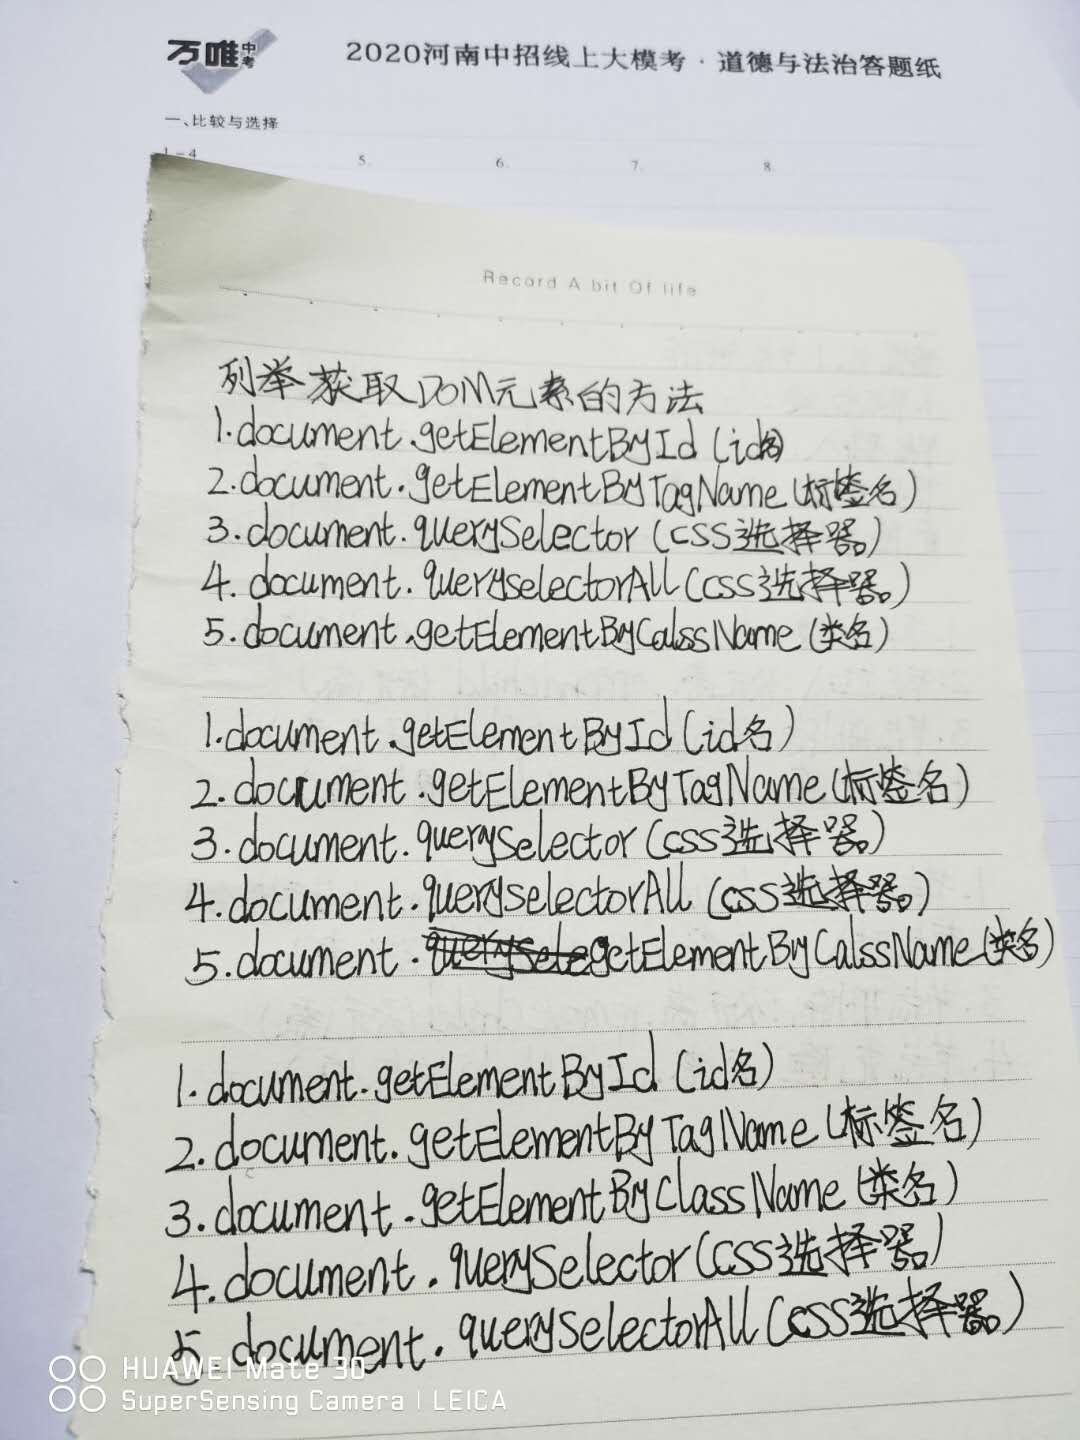 万唯中考
2020河南中招线上大模考·道德与法治答题纸
一、比较与选择
1-4 5. 6. 7. 8.
Record A bit Of life
列举获取DOM元素的方法
1.document.getElementById(id名)
2.document.getElementByTagName(标签名)
3.document.querySelector(CSS选择器)
4.document.queryselectorAll(css选择器)
5.document.getElementByCalssName(类名)
1.document.getElementById(id名)
2.document.getElementByTagName(标签名)
3.document.querySelector(css选择器)
4.document.queryselectorAll(css选择器)
5.document.querySelegetElementByCalssName(类名)
1.document.getElementById(id名)
2.document.getElementByTagName(标签名)
3.document.getElementByClassName(类名)
4.document.querySelector(css选择器)
5.document.querySelectorAll(css选择器)
HUAWEI Mate 30
SuperSensing Camera | LEICA